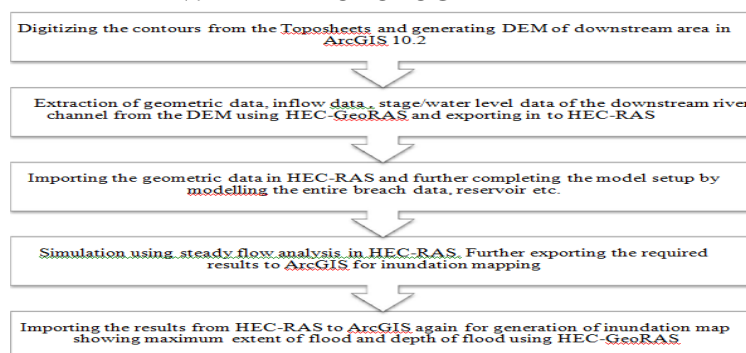 Digitizing the contours from the Toposheets and generating DEM of downstream area in
ArcGIS 10.2
Extraction of geometric data, inflow data , stage/water level data of the downstream river
channel from the DEM using HEC-GeoRAS and exporting in to HEC-RAS
Importing the geometric data in HEC-RAS and further completing the model setup by
modelling the entire breach data, reservoir etc.
Simulation using steady flow analysis in HEC-RAS. Further exporting the required
results to ArcGIS for inundation mapping
Importing the results from HEC-RAS to ArcGIS again for generation of inundation map
showing maximum extent of flood and depth of flood using HEC-GeoRAS